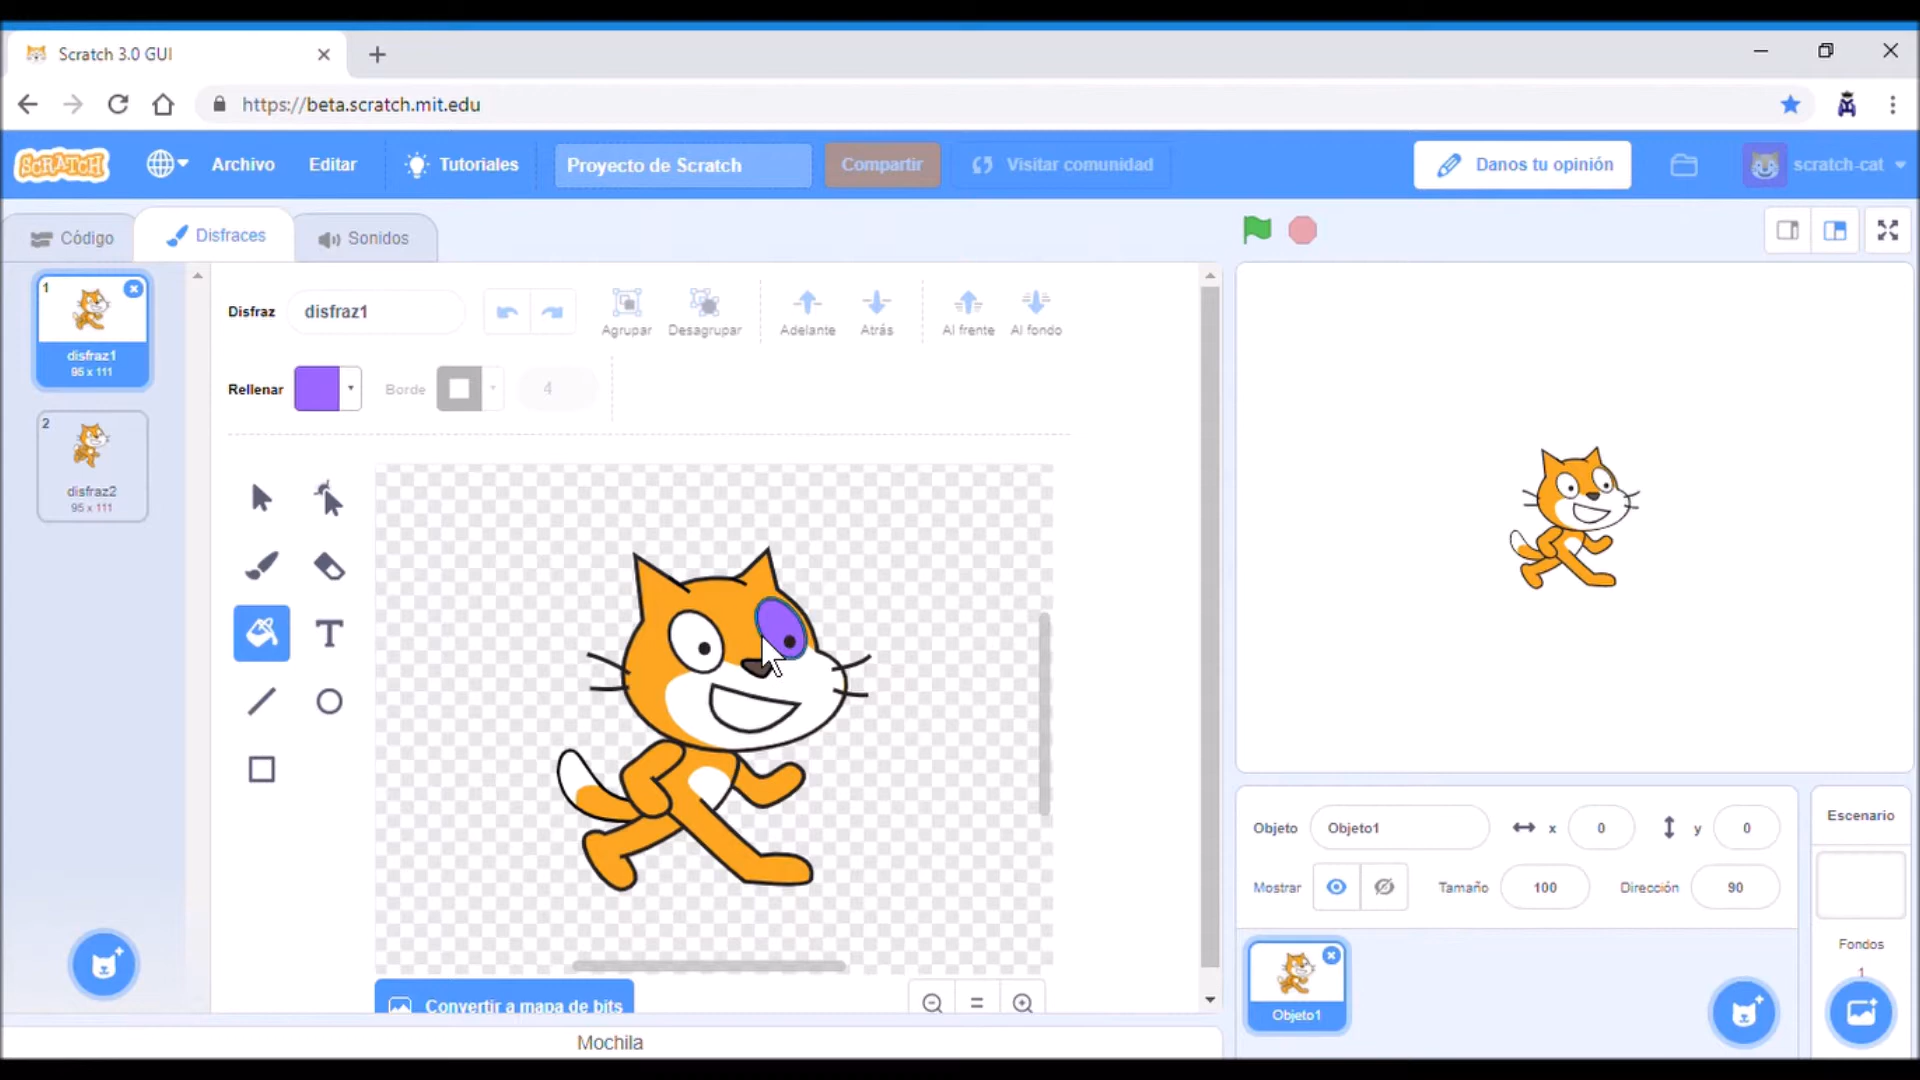 Scratch 3.0 GUI
https://beta.scratch.mit.edu
SCRATCH
Archivo
Editar
Tutoriales
Proyecto de Scratch
Compartir
Visitar comunidad
Danos tu opinión
scratch-cat
Código
Disfraces
Sonidos
1
disfraz1
95 x 111
2
disfraz2
95 x 111
Disfraz
disfraz1
Agrupar
Desagrupar
Adelante
Atrás
Al frente
Al fondo
Rellenar
Borde
4
Convertir a mapa de bits
Mochila
Objeto
Objeto1
x
0
y
0
Mostrar
Tamaño
100
Dirección
90
Objeto1
Escenario
Fondos
1